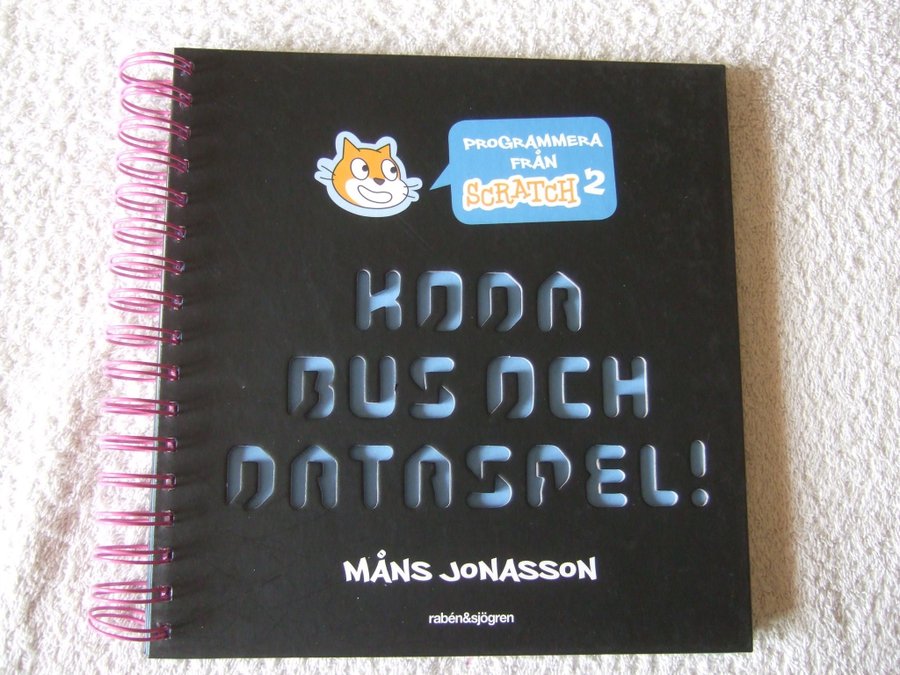 PROGRAMMERA
FRÅN
SCRATCH 2
KODA
BUS OCH
DATASPEL!
MÅNS JONASSON
rabén&sjögren